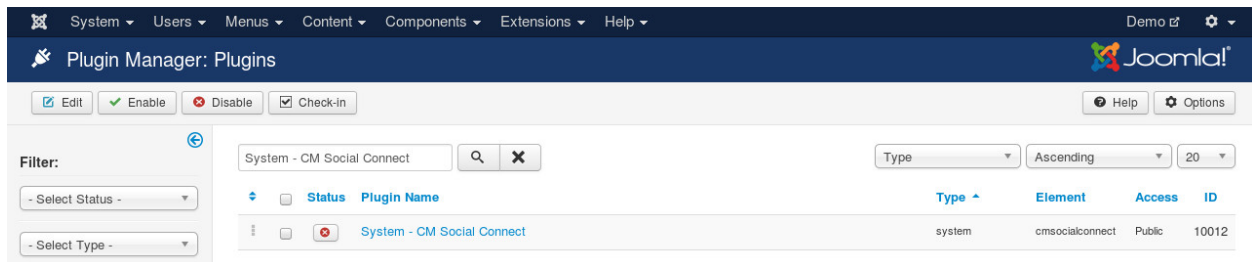 System Users Menus Content Components Extensions Help Demo
Plugin Manager: Plugins Joomla!
Edit Enable Disable Check-in Help Options
Filter: System - CM Social Connect Type Ascending 20
- Select Status - Status Plugin Name Type Element Access ID
- Select Type - System - CM Social Connect system cmsocialconnect Public 10012